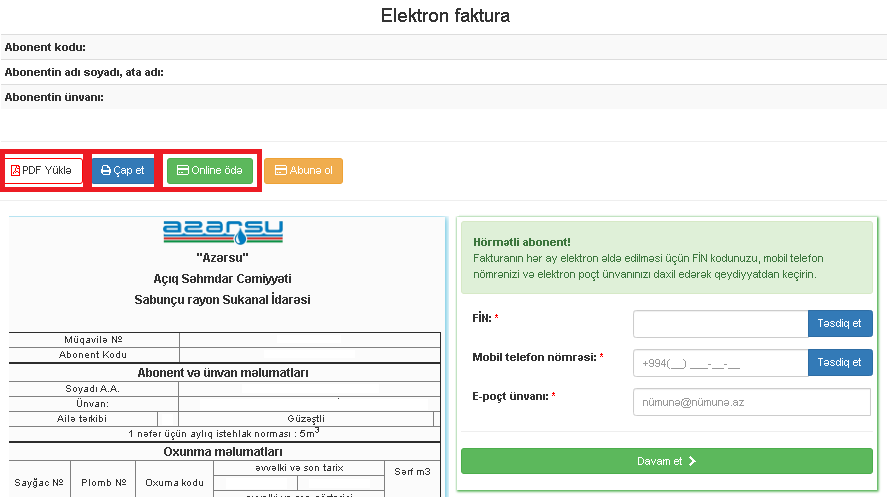 Elektron faktura
Abonent kodu:
Abonentin adı soyadı, ata adı:
Abonentin ünvanı:
PDF Yüklə
Çap et
Online ödə
Abunə ol
azərsu
"Azərsu"
Açıq Səhmdar Cəmiyyəti
Sabunçu rayon Sukanal İdarəsi
Müqavilə №
Abonent Kodu
Abonent və ünvan məlumatları
Soyadı A.A.
Ünvan:
Ailə tərkibi
Güzəştli
1 nəfər üçün aylıq istehlak norması : 5m³
Oxunma məlumatları
Sayğac №
Plomb №
Oxuma kodu
əvvəlki və son tarix
Sərf m3
Hörmətli abonent!
Fakturanın hər ay elektron əldə edilməsi üçün FİN kodunuzu, mobil telefon
nömrənizi və elektron poçt ünvanınızı daxil edərək qeydiyyatdan keçirin.
FİN: *
Təsdiq et
Mobil telefon nömrəsi: *
+994(__) ___-__-__
Təsdiq et
E-poçt ünvanı: *
nümunə@nümunə.az
Davam et